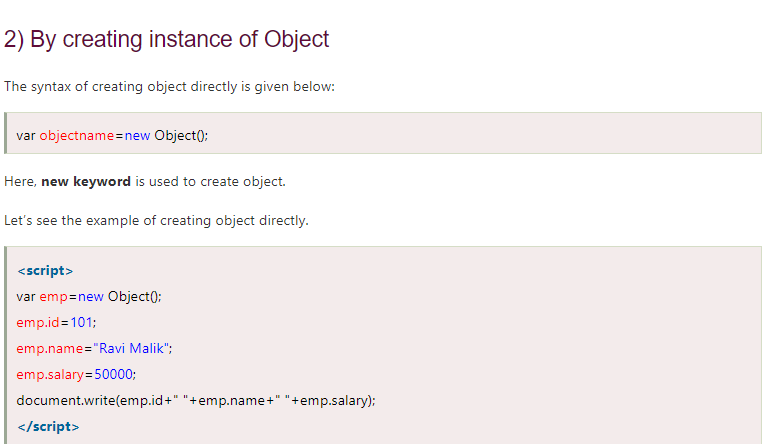 2) By creating instance of Object
The syntax of creating object directly is given below:
var objectname=new Object();
Here, new keyword is used to create object.
Let's see the example of creating object directly.
<script>
var emp=new Object();
emp.id=101;
emp.name="Ravi Malik";
emp.salary=50000;
document.write(emp.id+" "+emp.name+" "+emp.salary);
</script>